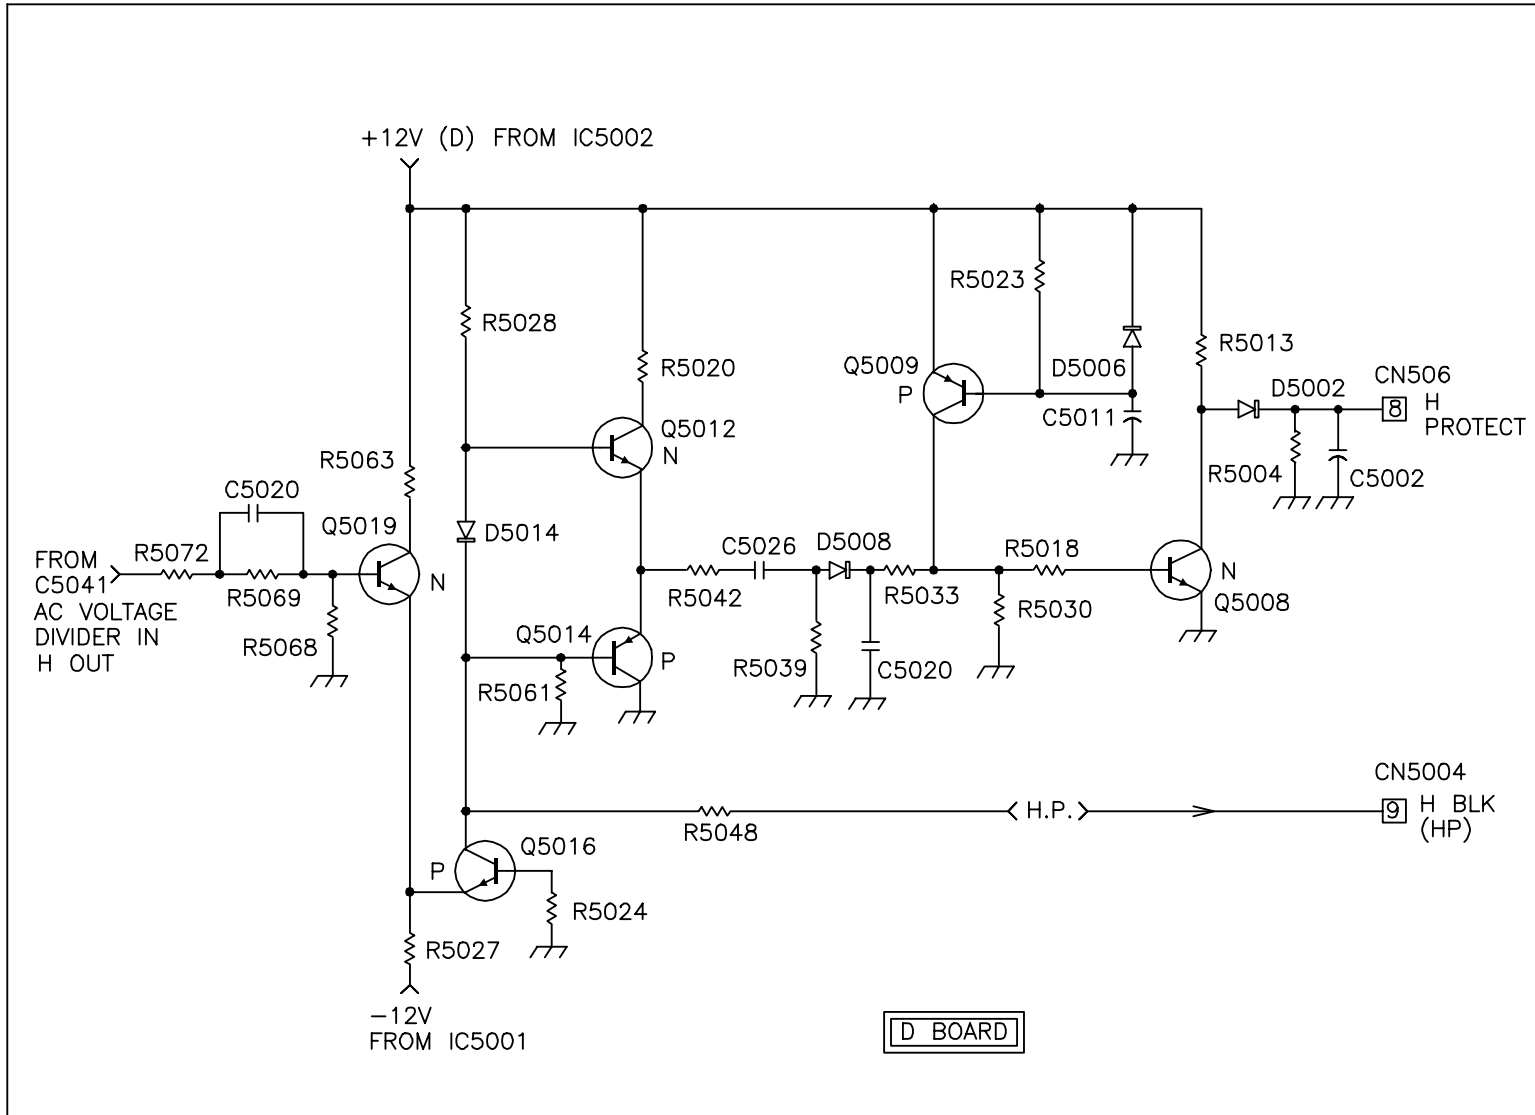 +12V (D) FROM IC5002
R5023
R5028
R5013
R5020
Q5009
D5006
P
D5002
CN506
8
H
PROTECT
C5011
Q5012
N
R5063
R5004
C5002
C5020
Q5019
D5014
FROM
C5041
AC VOLTAGE
DIVIDER IN
H OUT
R5072
R5069
N
R5068
C5026
D5008
R5018
R5042
R5033
R5030
N
Q5008
Q5014
P
R5061
R5039
C5020
CN5004
R5048
H.P.
9
H BLK
(HP)
Q5016
P
R5024
R5027
-12V
FROM IC5001
D BOARD